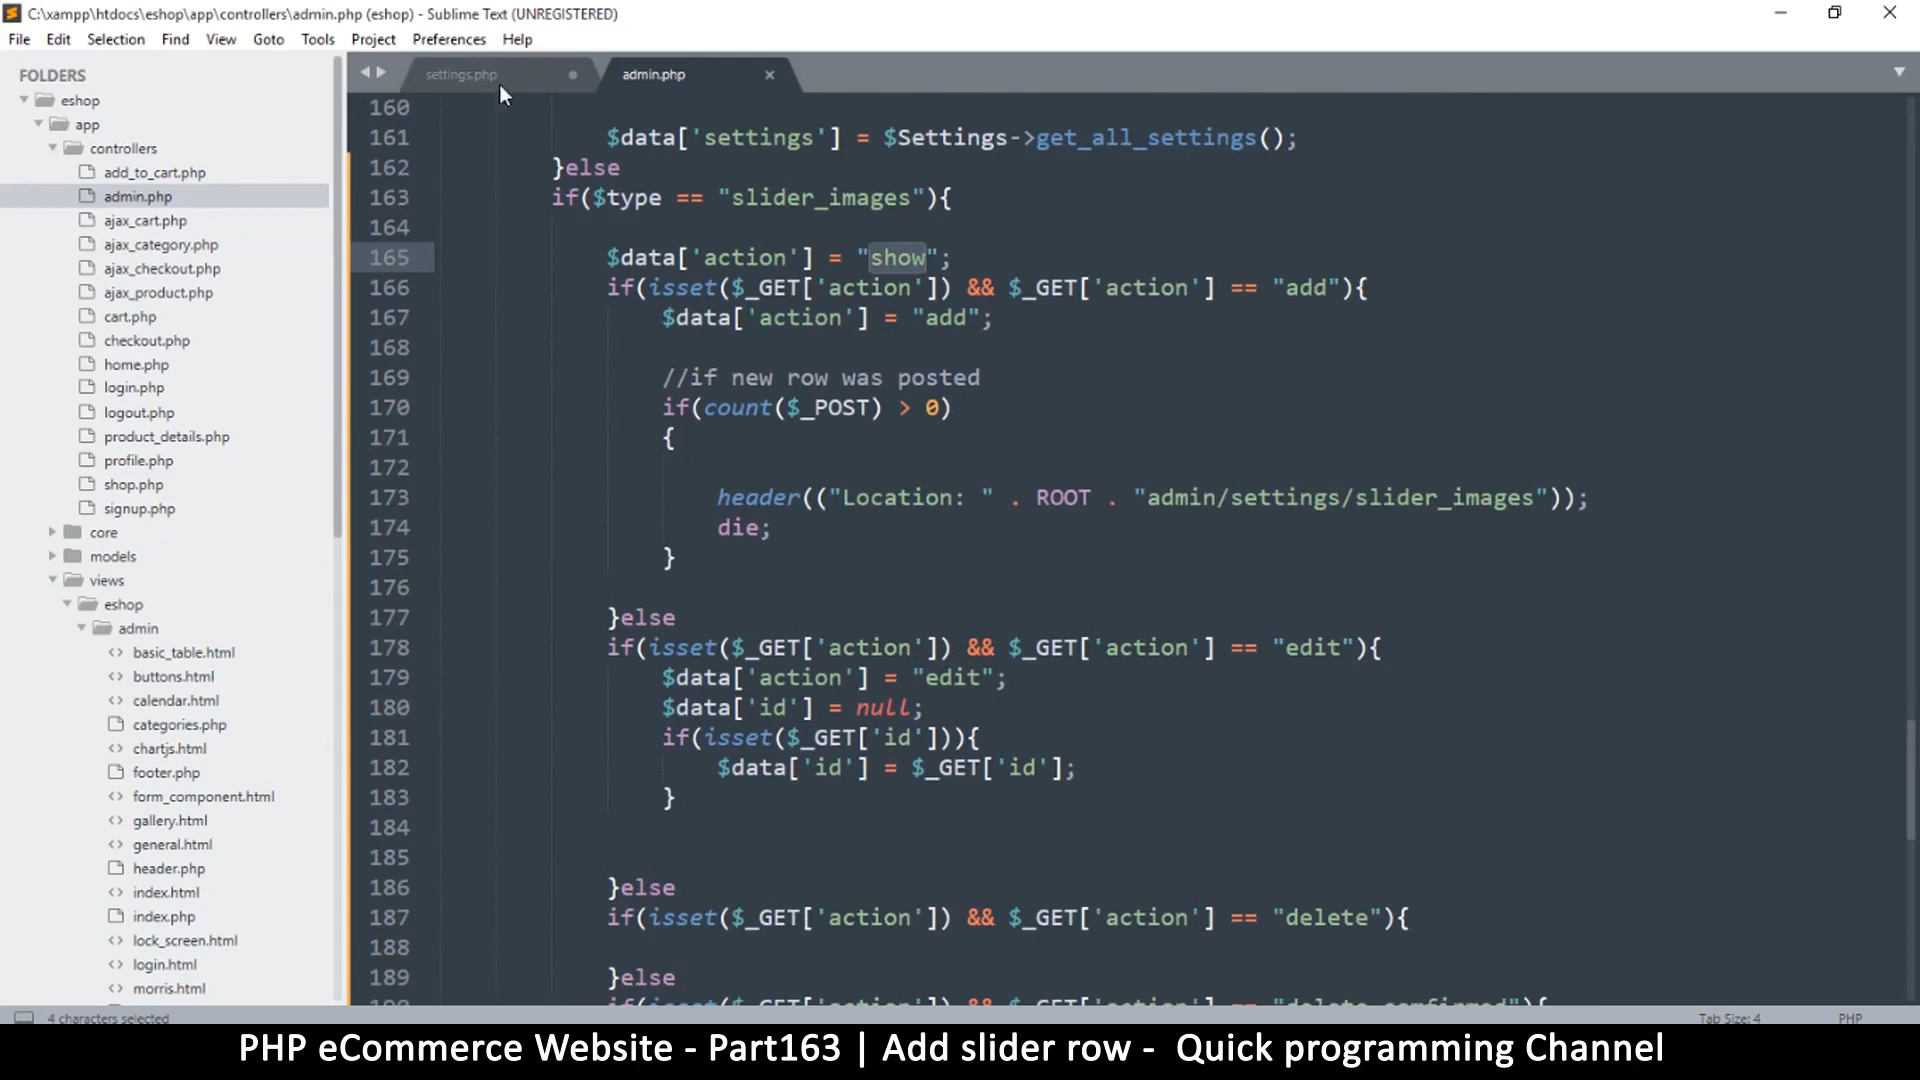 C:\xampp\htdocs\eshop\app\controllers\admin.php (eshop) - Sublime Text (UNREGISTERED)
File Edit Selection Find View Goto Tools Project Preferences Help
FOLDERS
eshop
app
controllers
add_to_cart.php
admin.php
ajax_cart.php
ajax_category.php
ajax_checkout.php
ajax_product.php
cart.php
checkout.php
home.php
login.php
logout.php
product_details.php
profile.php
shop.php
signup.php
core
models
views
eshop
admin
basic_table.html
buttons.html
calendar.html
categories.php
chartjs.html
footer.php
form_component.html
gallery.html
general.html
header.php
index.html
index.php
lock_screen.html
login.html
morris.html
settings.php admin.php
160
161 $data['settings'] = $Settings->get_all_settings();
162 }else
163 if($type == "slider_images"){
164
165 $data['action'] = "show";
166 if(isset($_GET['action']) && $_GET['action'] == "add"){
167 $data['action'] = "add";
168
169 //if new row was posted
170 if(count($_POST) > 0)
171 {
172
173 header(("Location: " . ROOT . "admin/settings/slider_images"));
174 die;
175 }
176
177 }else
178 if(isset($_GET['action']) && $_GET['action'] == "edit"){
179 $data['action'] = "edit";
180 $data['id'] = null;
181 if(isset($_GET['id'])){
182 $data['id'] = $_GET['id'];
183 }
184
185
186 }else
187 if(isset($_GET['action']) && $_GET['action'] == "delete"){
188
189 }else
4 characters selected Tab Size: 4 PHP
PHP eCommerce Website - Part163 | Add slider row - Quick programming Channel